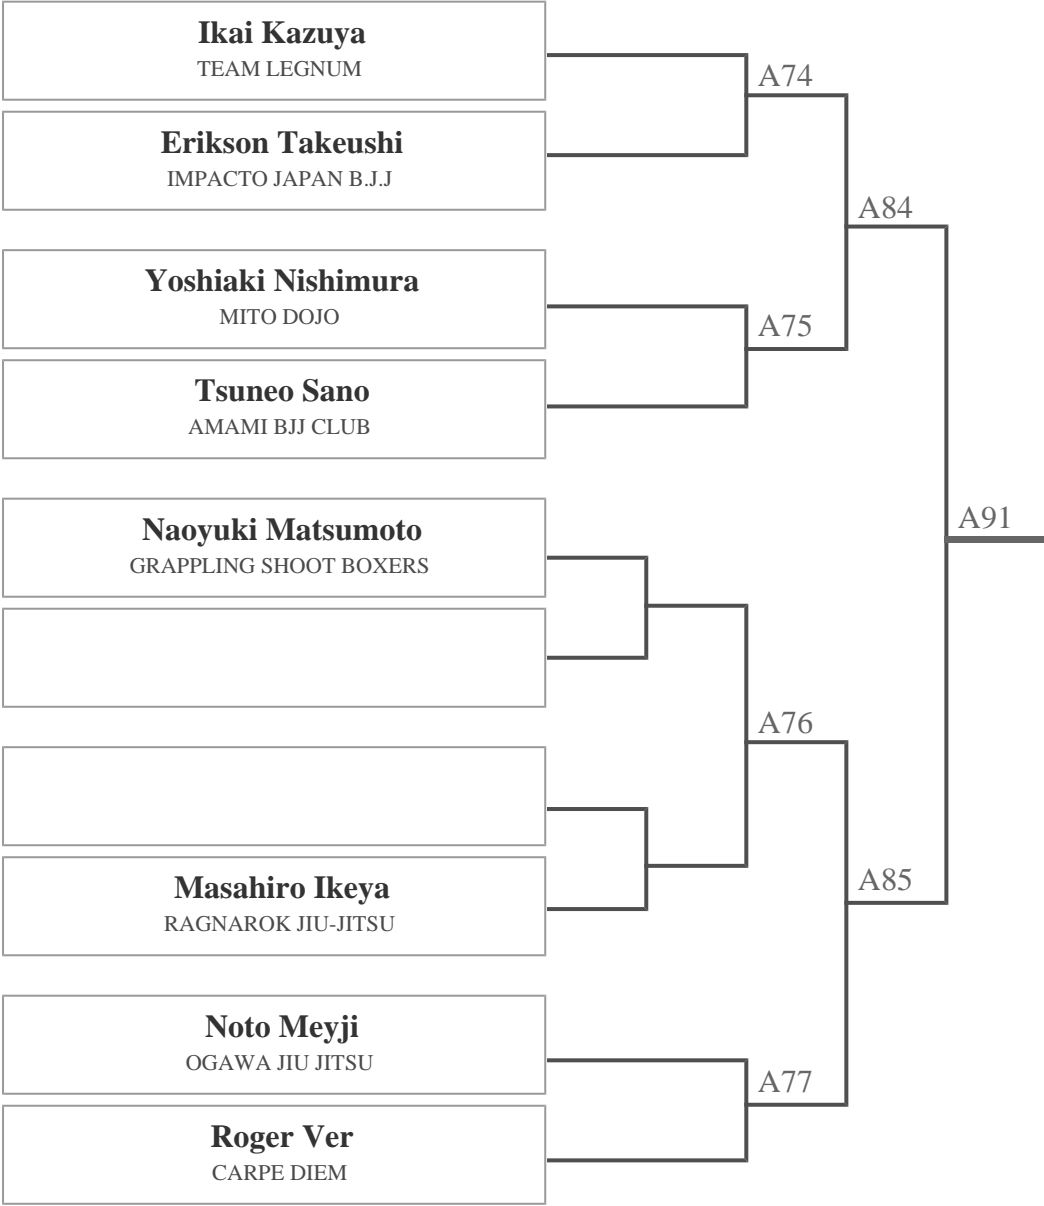 Ikai Kazuya
TEAM LEGNUM
A74
Erikson Takeushi
IMPACTO JAPAN B.J.J
A84
Yoshiaki Nishimura
MITO DOJO
A75
Tsuneo Sano
AMAMI BJJ CLUB
Naoyuki Matsumoto
GRAPPLING SHOOT BOXERS
A91
A76
Masahiro Ikeya
RAGNAROK JIU-JITSU
A85
Noto Meyji
OGAWA JIU JITSU
A77
Roger Ver
CARPE DIEM